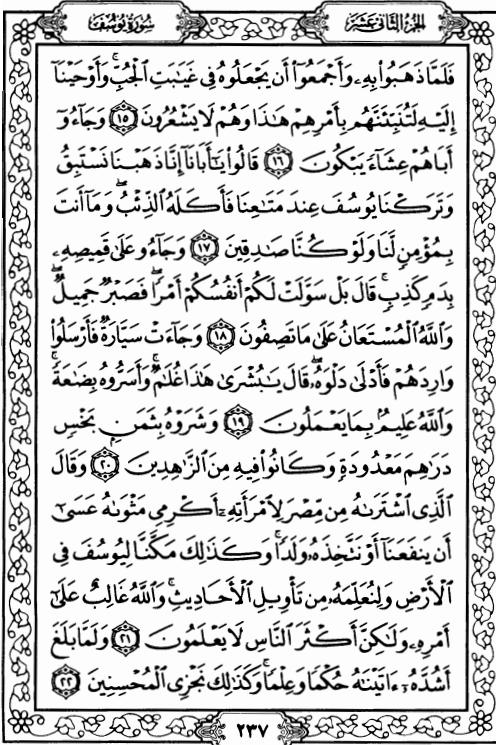 الجزء الثاني عشر
سورة يوسف
فَلَمَّا ذَهَبُوا۟ بِهِۦ وَأَجْمَعُوٓا۟ أَن يَجْعَلُوهُ فِى غَيَـٰبَتِ ٱلْجُبِّ ۚ وَأَوْحَيْنَآ
إِلَيْهِ لَتُنَبِّئَنَّهُم بِأَمْرِهِمْ هَـٰذَا وَهُمْ لَا يَشْعُرُونَ ١٥ وَجَآءُوٓ
أَبَاهُمْ عِشَآءً يَبْكُونَ ١٦ قَالُوا۟ يَـٰٓأَبَانَآ إِنَّا ذَهَبْنَا نَسْتَبِقُ
وَتَرَكْنَا يُوسُفَ عِندَ مَتَـٰعِنَا فَأَكَلَهُ ٱلذِّئْبُ ۖ وَمَآ أَنتَ
بِمُؤْمِنٍ لَّنَا وَلَوْ كُنَّا صَـٰدِقِينَ ١٧ وَجَآءُو عَلَىٰ قَمِيصِهِۦ
بِدَمٍ كَذِبٍ ۚ قَالَ بَلْ سَوَّلَتْ لَكُمْ أَنفُسُكُمْ أَمْرًا ۖ فَصَبْرٌ جَمِيلٌ ۖ
وَٱللَّهُ ٱلْمُسْتَعَانُ عَلَىٰ مَا تَصِفُونَ ١٨ وَجَآءَتْ سَيَّارَةٌ فَأَرْسَلُوا۟
وَارِدَهُمْ فَأَدْلَىٰ دَلْوَهُۥ ۖ قَالَ يَـٰبُشْرَىٰ هَـٰذَا غُلَـٰمٌ ۚ وَأَسَرُّوهُ بِضَـٰعَةً ۚ
وَٱللَّهُ عَلِيمٌۢ بِمَا يَعْمَلُونَ ١٩ وَشَرَوْهُ بِثَمَنٍۭ بَخْسٍ
دَرَٰهِمَ مَعْدُودَةٍ وَكَانُوا۟ فِيهِ مِنَ ٱلزَّٰهِدِينَ ٢٠ وَقَالَ
ٱلَّذِى ٱشْتَرَىٰهُ مِن مِّصْرَ لِٱمْرَأَتِهِۦٓ أَكْرِمِى مَثْوَىٰهُ عَسَىٰٓ
أَن يَنفَعَنَآ أَوْ نَتَّخِذَهُۥ وَلَدًا ۚ وَكَذَٰلِكَ مَكَّنَّا لِيُوسُفَ فِى
ٱلْأَرْضِ وَلِنُعَلِّمَهُۥ مِن تَأْوِيلِ ٱلْأَحَادِيثِ ۚ وَٱللَّهُ غَالِبٌ عَلَىٰٓ
أَمْرِهِۦ وَلَـٰكِنَّ أَكْثَرَ ٱلنَّاسِ لَا يَعْلَمُونَ ٢١ وَلَمَّا بَلَغَ
أَشُدَّهُۥٓ ءَاتَيْنَـٰهُ حُكْمًا وَعِلْمًا ۚ وَكَذَٰلِكَ نَجْزِى ٱلْمُحْسِنِينَ ٢٢
٢٣٧